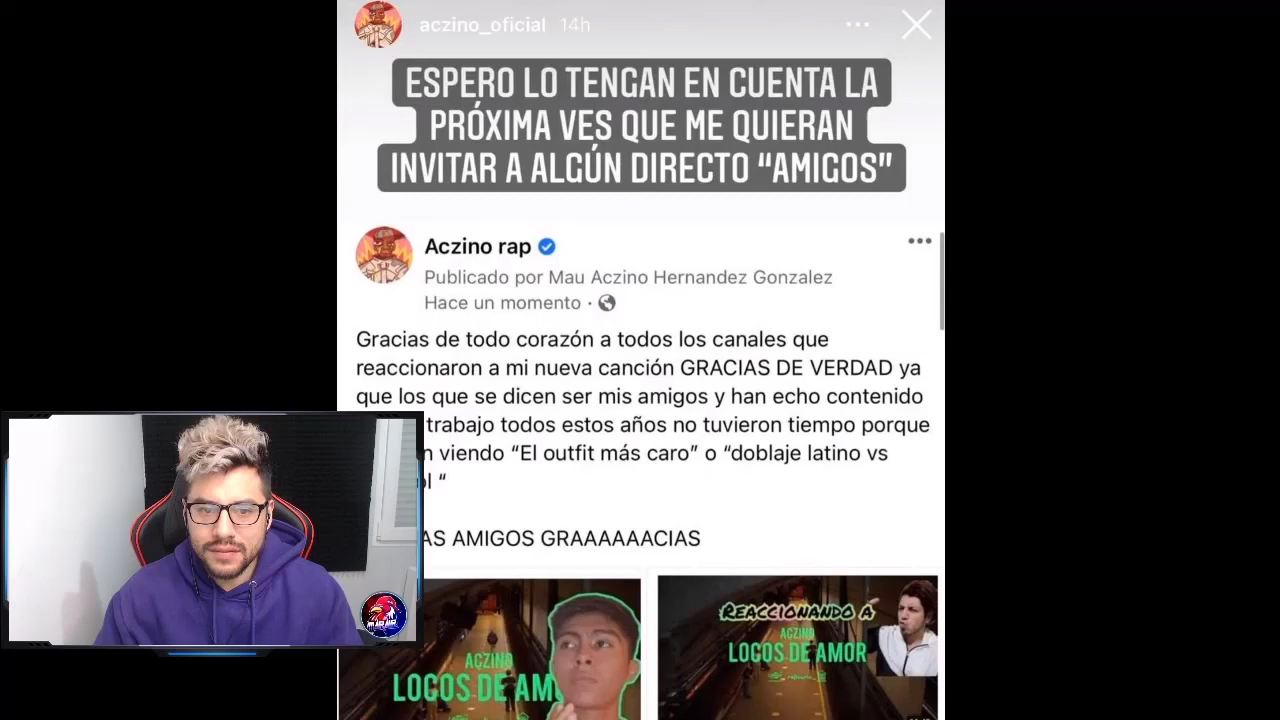 aczino_oficial 14h
ESPERO LO TENGAN EN CUENTA LA
PRÓXIMA VES QUE ME QUIERAN
INVITAR A ALGÚN DIRECTO “AMIGOS”
Aczino rap
Publicado por Mau Aczino Hernandez Gonzalez
Hace un momento ·
Gracias de todo corazón a todos los canales que
reaccionaron a mi nueva canción GRACIAS DE VERDAD ya
que los que se dicen ser mis amigos y han echo contenido
trabajo todos estos años no tuvieron tiempo porque
n viendo “El outfit más caro” o “doblaje latino vs
ol “
AS AMIGOS GRAAAAAACIAS
ACZINO
LOCOS DE AM
REACCIONANDO A
ACZINO
LOCOS DE AMOR